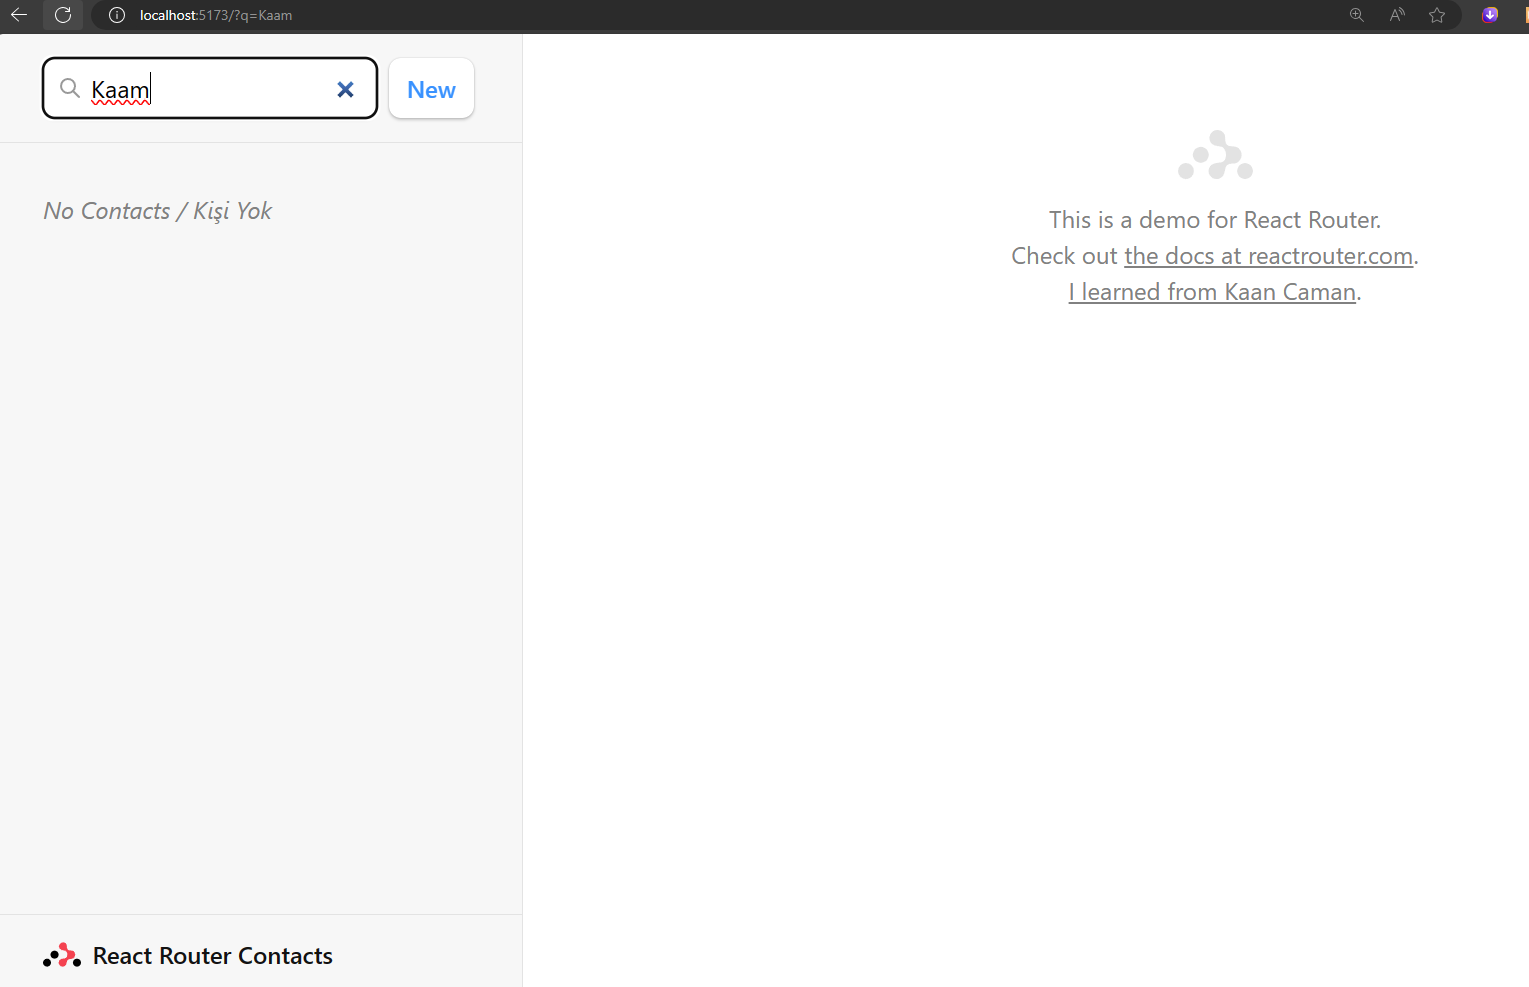 localhost:5173/?q=Kaam
Kaam
New
No Contacts / Kişi Yok
This is a demo for React Router.
Check out the docs at reactrouter.com.
I learned from Kaan Caman.
React Router Contacts